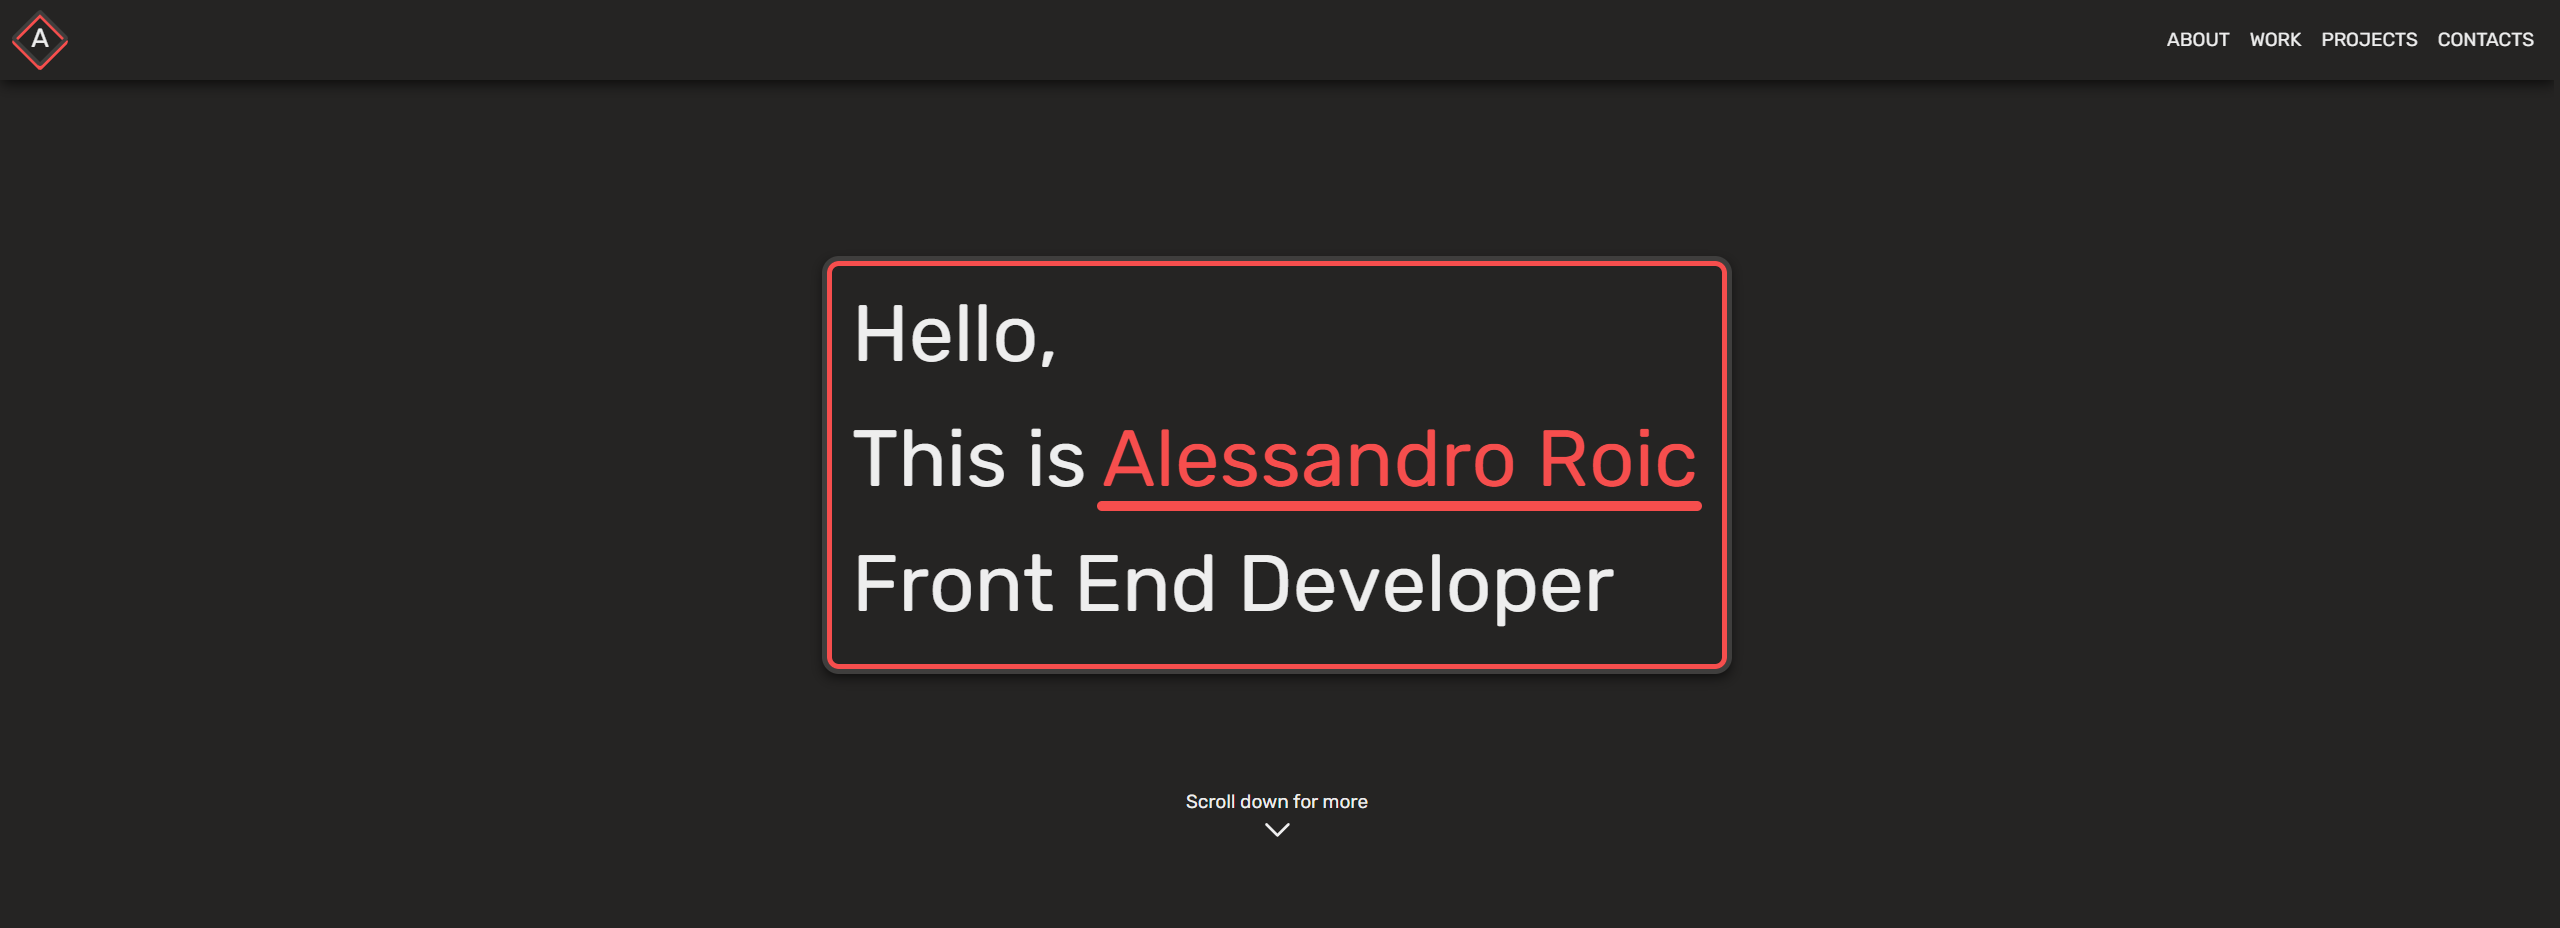 A
ABOUT WORK PROJECTS CONTACTS
Hello,
This is Alessandro Roic
Front End Developer
Scroll down for more